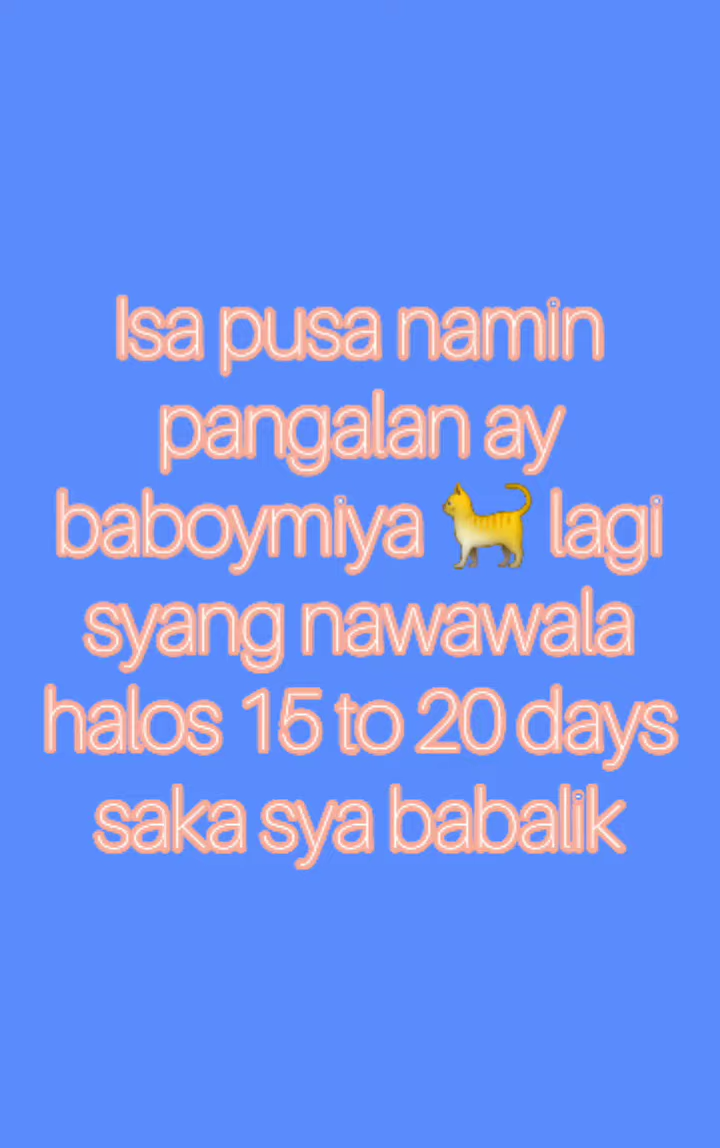 Isa pusa namin
pangalan ay
baboymiya 🐈 lagi
syang nawawala
halos 15 to 20 days
saka sya babalik